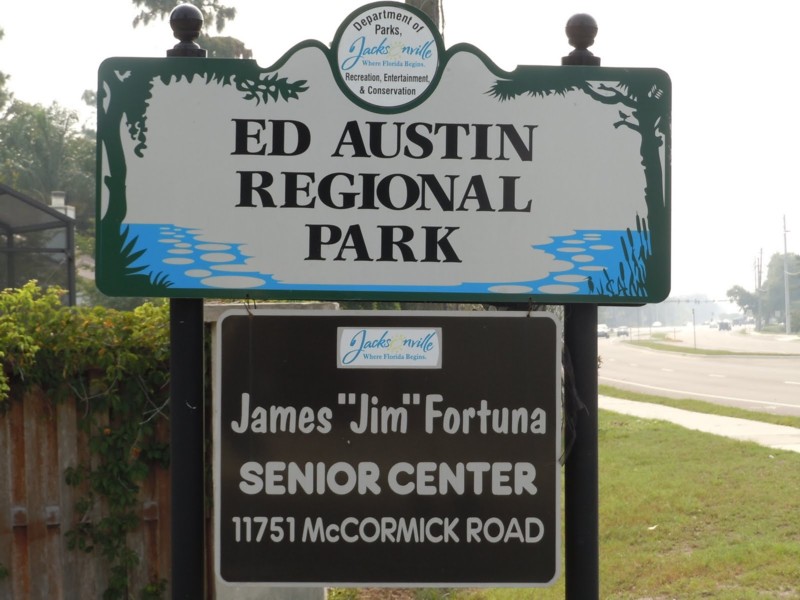 Department of
Parks,
Jacksonville
Where Florida Begins.
Recreation, Entertainment,
& Conservation
ED AUSTIN
REGIONAL
PARK
Jacksonville
Where Florida Begins.
James "Jim" Fortuna
SENIOR CENTER
11751 McCORMICK ROAD